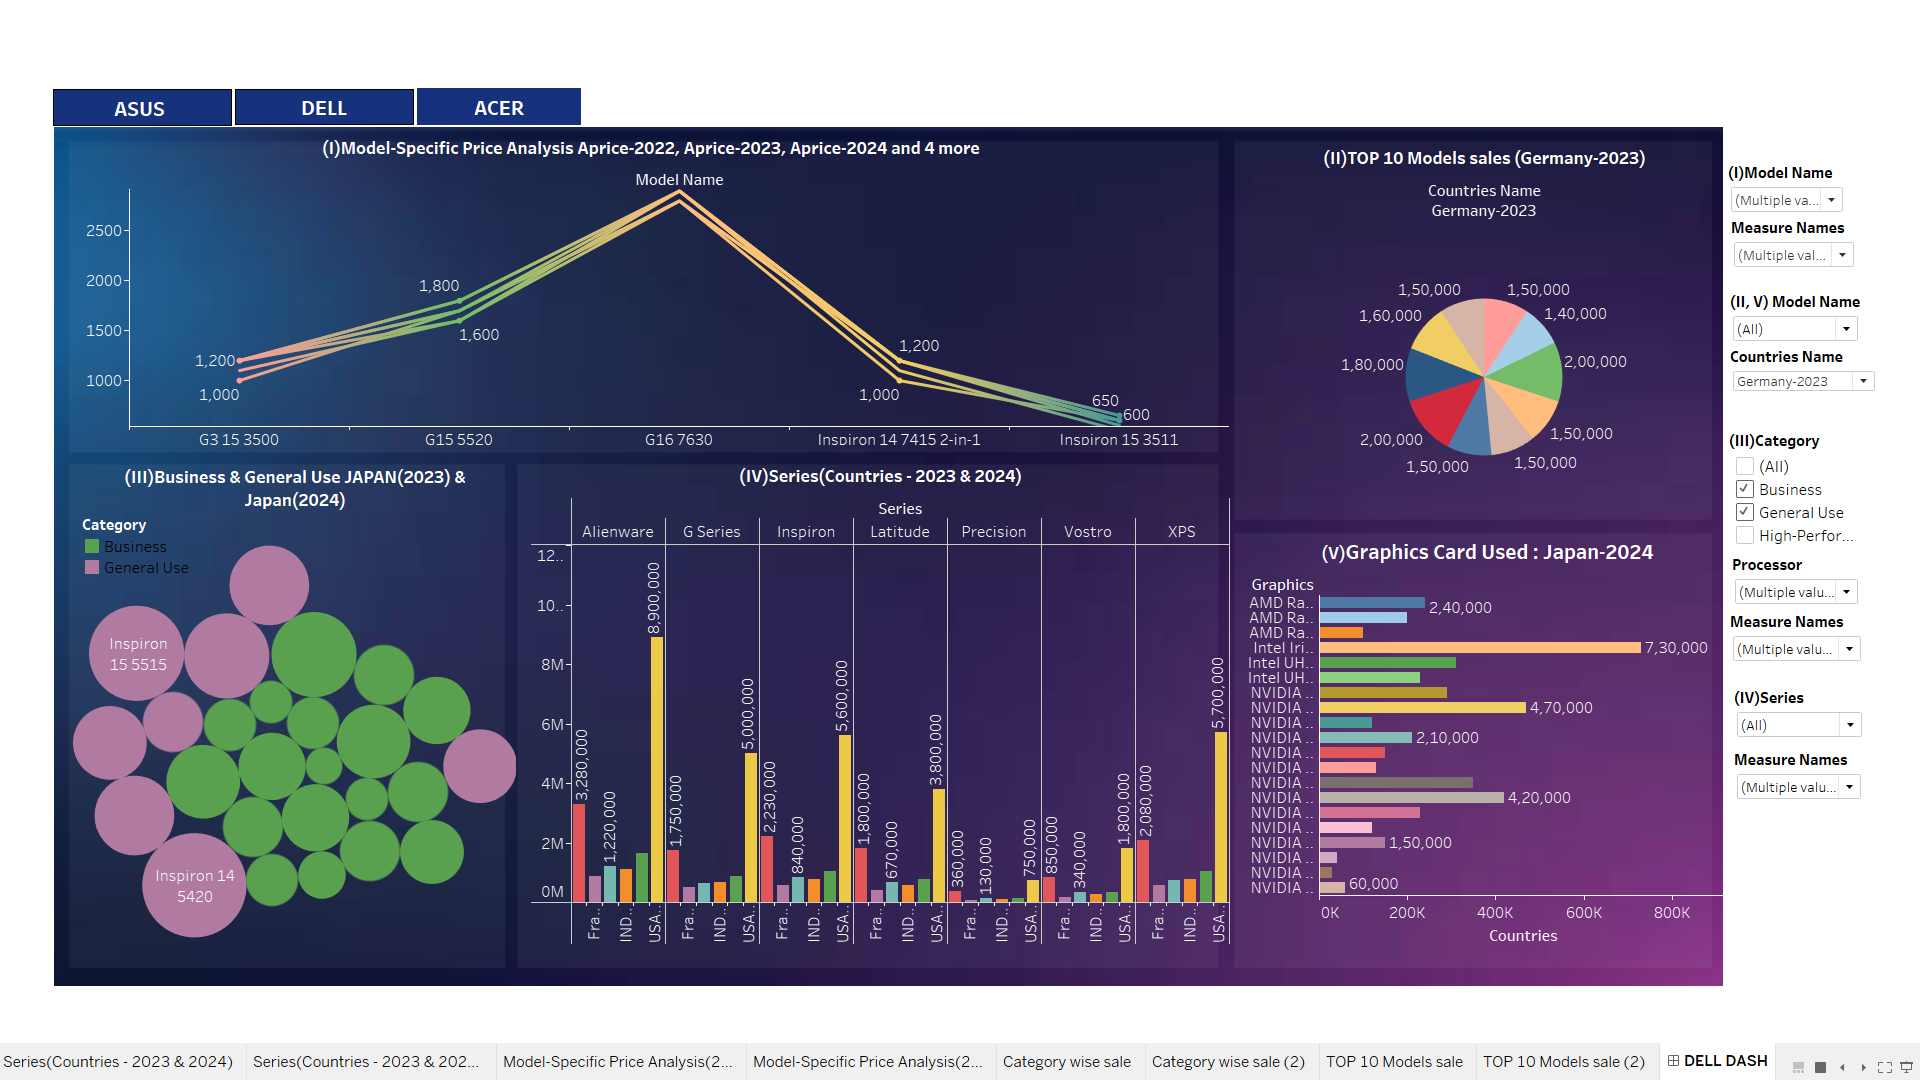 ASUS
DELL
ACER
(I)Model-Specific Price Analysis Aprice-2022, Aprice-2023, Aprice-2024 and 4 more
Model Name
2500
2000
1500
1000
1,200
1,000
1,800
1,600
1,200
1,000
650
600
G3 15 3500
G15 5520
G16 7630
Inspiron 14 7415 2-in-1
Inspiron 15 3511
(II)TOP 10 Models sales (Germany-2023)
Countries Name
Germany-2023
1,50,000
1,50,000
1,60,000
1,40,000
1,80,000
2,00,000
2,00,000
1,50,000
1,50,000
1,50,000
(III)Business & General Use JAPAN(2023) &
Japan(2024)
Category
Business
General Use
Inspiron
15 5515
Inspiron 14
5420
(IV)Series(Countries - 2023 & 2024)
Series
Alienware
G Series
Inspiron
Latitude
Precision
Vostro
XPS
12..
10..
8M
6M
4M
2M
0M
3,280,000
1,220,000
8,900,000
1,750,000
5,000,000
2,230,000
840,000
5,600,000
1,800,000
670,000
3,800,000
360,000
130,000
750,000
850,000
340,000
1,800,000
2,080,000
5,700,000
Fra..
IND..
USA..
Fra..
IND..
USA..
Fra..
IND..
USA..
Fra..
IND..
USA..
Fra..
IND..
USA..
Fra..
IND..
USA..
Fra..
IND..
USA..
(V)Graphics Card Used : Japan-2024
Graphics
AMD Ra.. 2,40,000
AMD Ra..
AMD Ra..
Intel Iri.. 7,30,000
Intel UH..
Intel UH..
NVIDIA ..
NVIDIA .. 4,70,000
NVIDIA ..
NVIDIA .. 2,10,000
NVIDIA ..
NVIDIA ..
NVIDIA ..
NVIDIA .. 4,20,000
NVIDIA ..
NVIDIA ..
NVIDIA .. 1,50,000
NVIDIA ..
NVIDIA ..
NVIDIA .. 60,000
0K 200K 400K 600K 800K
Countries
(I)Model Name
(Multiple va...
Measure Names
(Multiple val...
(II, V) Model Name
(All)
Countries Name
Germany-2023
(III)Category
(All)
Business
General Use
High-Perfor...
Processor
(Multiple valu...
Measure Names
(Multiple valu...
(IV)Series
(All)
Measure Names
(Multiple valu...
Series(Countries - 2023 & 2024)
Series(Countries - 2023 & 202...
Model-Specific Price Analysis(2...
Model-Specific Price Analysis(2...
Category wise sale
Category wise sale (2)
TOP 10 Models sale
TOP 10 Models sale (2)
DELL DASH